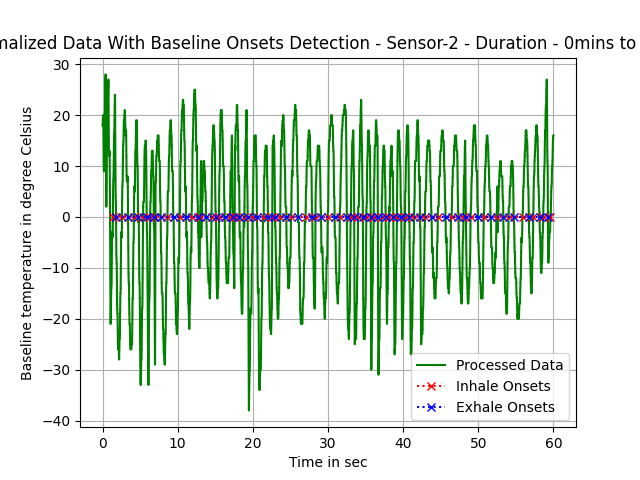 malized Data With Baseline Onsets Detection - Sensor-2 - Duration - 0mins to
30
20
10
0
−10
−20
−30
−40
Baseline temperature in degree Celsius
Processed Data
Inhale Onsets
Exhale Onsets
0 10 20 30 40 50 60
Time in sec